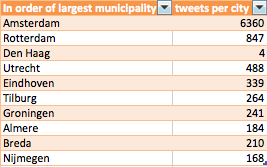 In order of largest municipality tweets per city
Amsterdam 6360
Rotterdam 847
Den Haag 4
Utrecht 488
Eindhoven 339
Tilburg 264
Groningen 241
Almere 184
Breda 210
Nijmegen 168